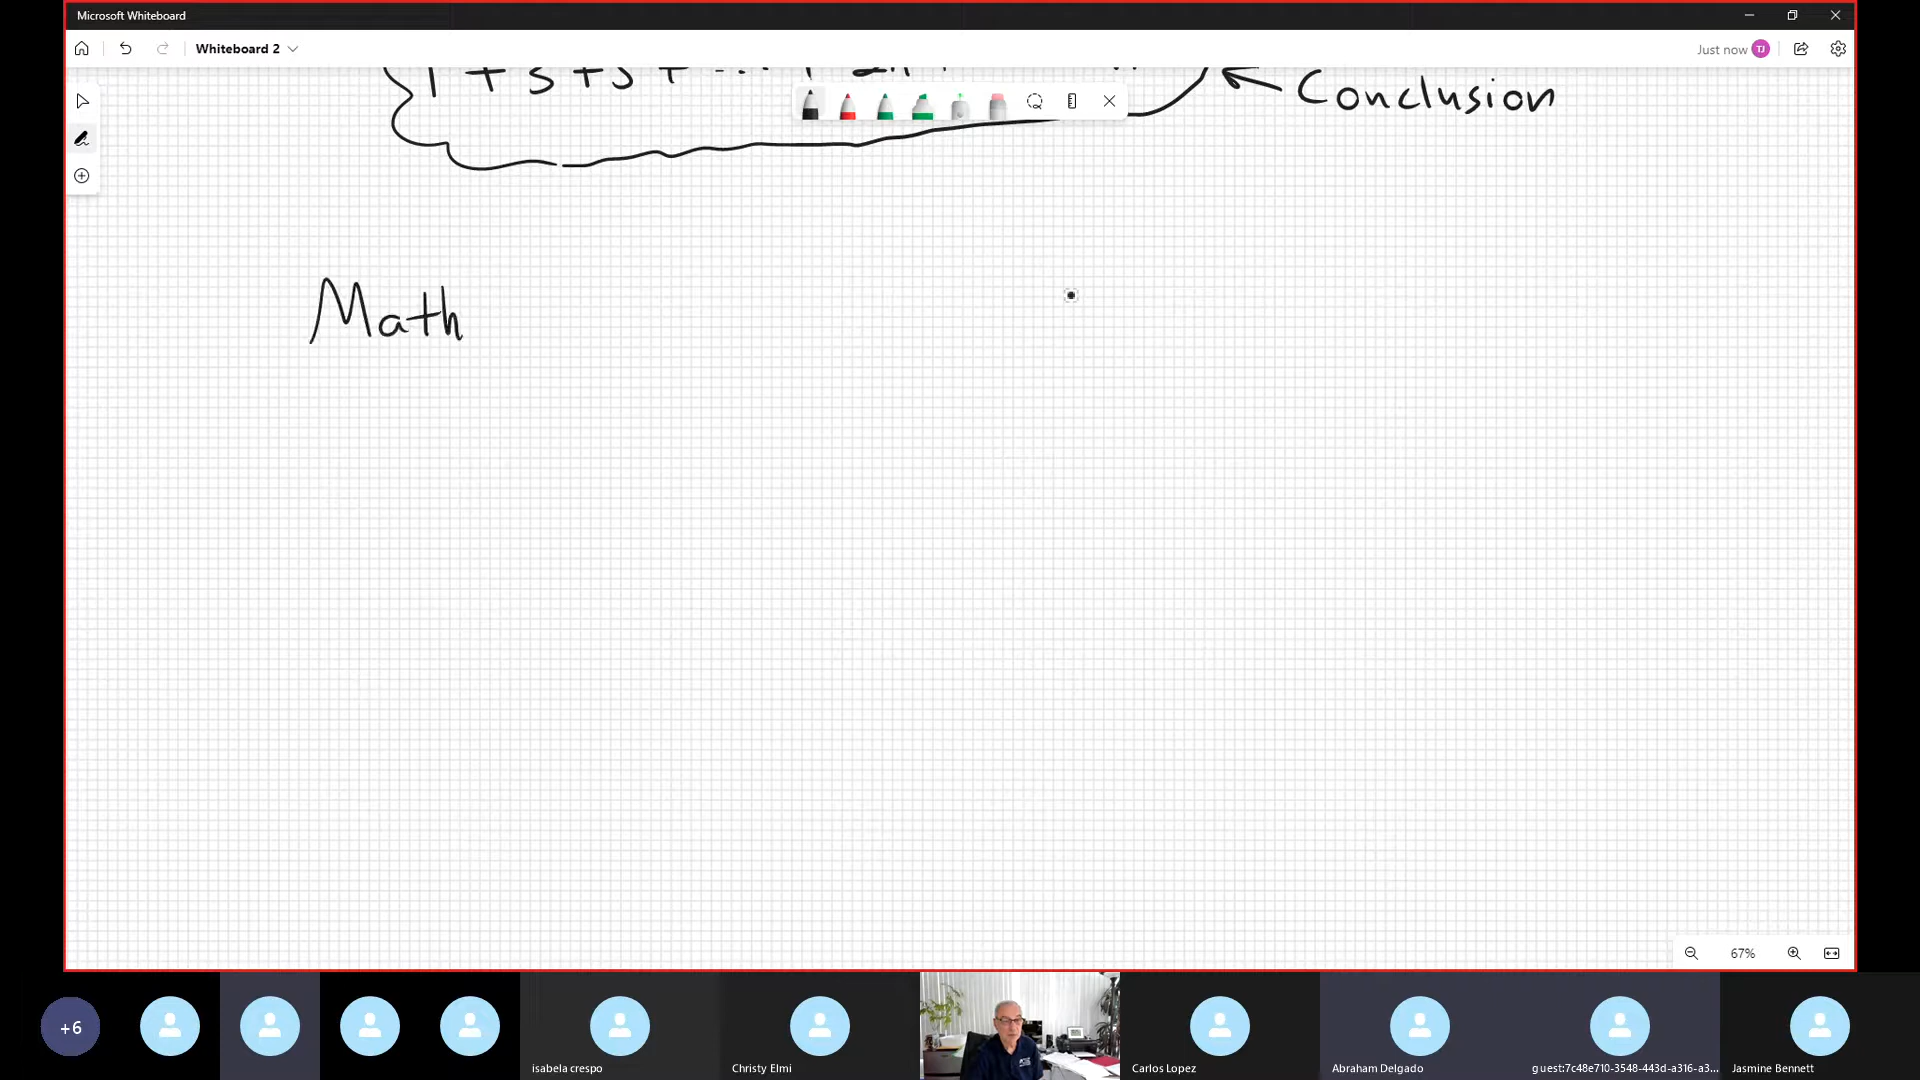 Microsoft Whiteboard
Whiteboard 2
Just now TJ
Conclusion
Math
67%
+6
isabela crespo
Christy Elmi
Carlos Lopez
Abraham Delgado
guest:7c48e710-3548-443d-a316-a3...
Jasmine Bennett